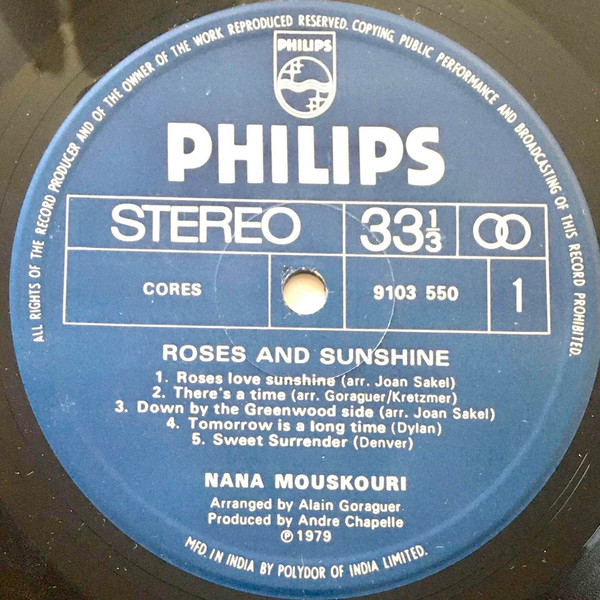 ALL RIGHTS OF THE RECORD PRODUCER AND OF THE OWNER OF THE WORK REPRODUCED RESERVED. COPYING, PUBLIC PERFORMANCE AND BROADCASTING OF THIS RECORD PROHIBITED.
PHILIPS
PHILIPS
STEREO 33 1/3
CORES 9103 550 1
ROSES AND SUNSHINE
1. Roses love sunshine (arr. Joan Sakel)
2. There's a time (arr. Goraguer/Kretzmer)
3. Down by the Greenwood side (arr. Joan Sakel)
4. Tomorrow is a long time (Dylan)
5. Sweet Surrender (Denver)
NANA MOUSKOURI
Arranged by Alain Goraguer
Produced by Andre Chapelle
℗ 1979
MFD. IN INDIA BY POLYDOR OF INDIA LIMITED.